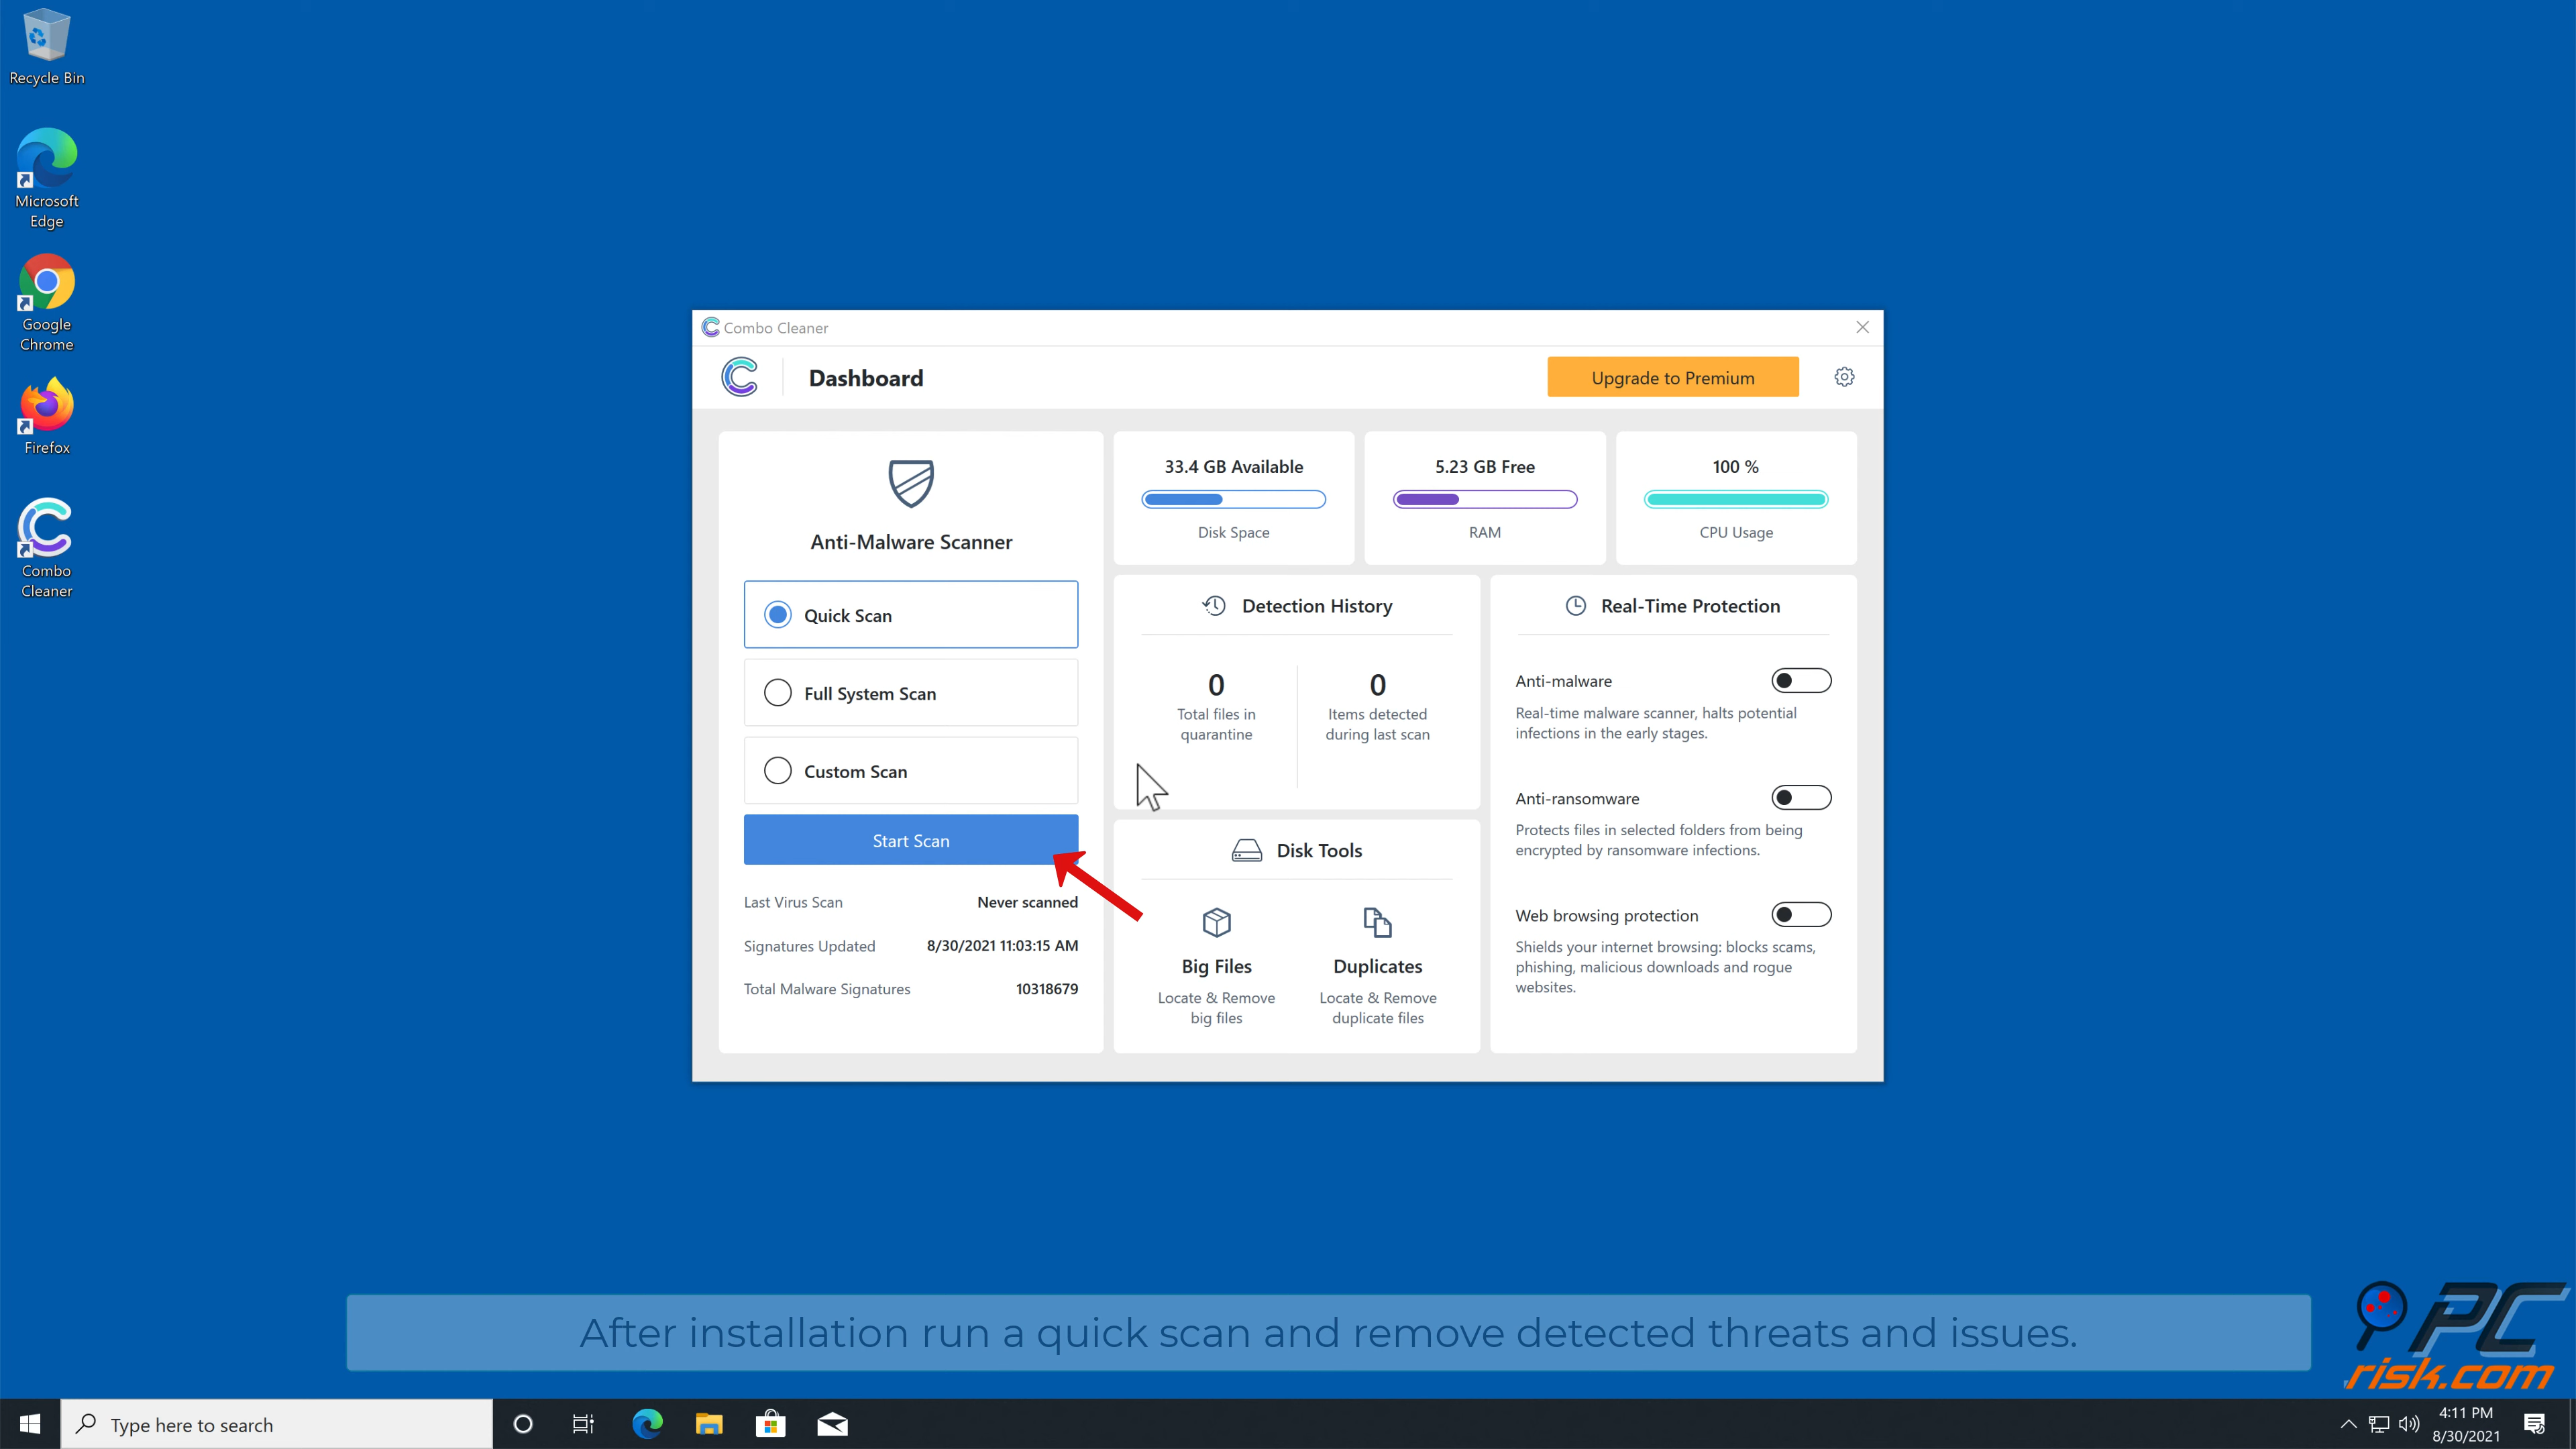 Recycle Bin
Microsoft
Edge
Google
Chrome
Firefox
Combo
Cleaner
Combo Cleaner
Dashboard
Upgrade to Premium
Anti-Malware Scanner
Quick Scan
Full System Scan
Custom Scan
Start Scan
Last Virus Scan Never scanned
Signatures Updated 8/30/2021 11:03:15 AM
Total Malware Signatures 10318679
33.4 GB Available
Disk Space
5.23 GB Free
RAM
100 %
CPU Usage
Detection History
0
Total files in
quarantine
0
Items detected
during last scan
Disk Tools
Big Files
Locate & Remove
big files
Duplicates
Locate & Remove
duplicate files
Real-Time Protection
Anti-malware
Real-time malware scanner, halts potential
infections in the early stages.
Anti-ransomware
Protects files in selected folders from being
encrypted by ransomware infections.
Web browsing protection
Shields your internet browsing: blocks scams,
phishing, malicious downloads and rogue
websites.
After installation run a quick scan and remove detected threats and issues.
PC
risk.com
Type here to search
4:11 PM
8/30/2021